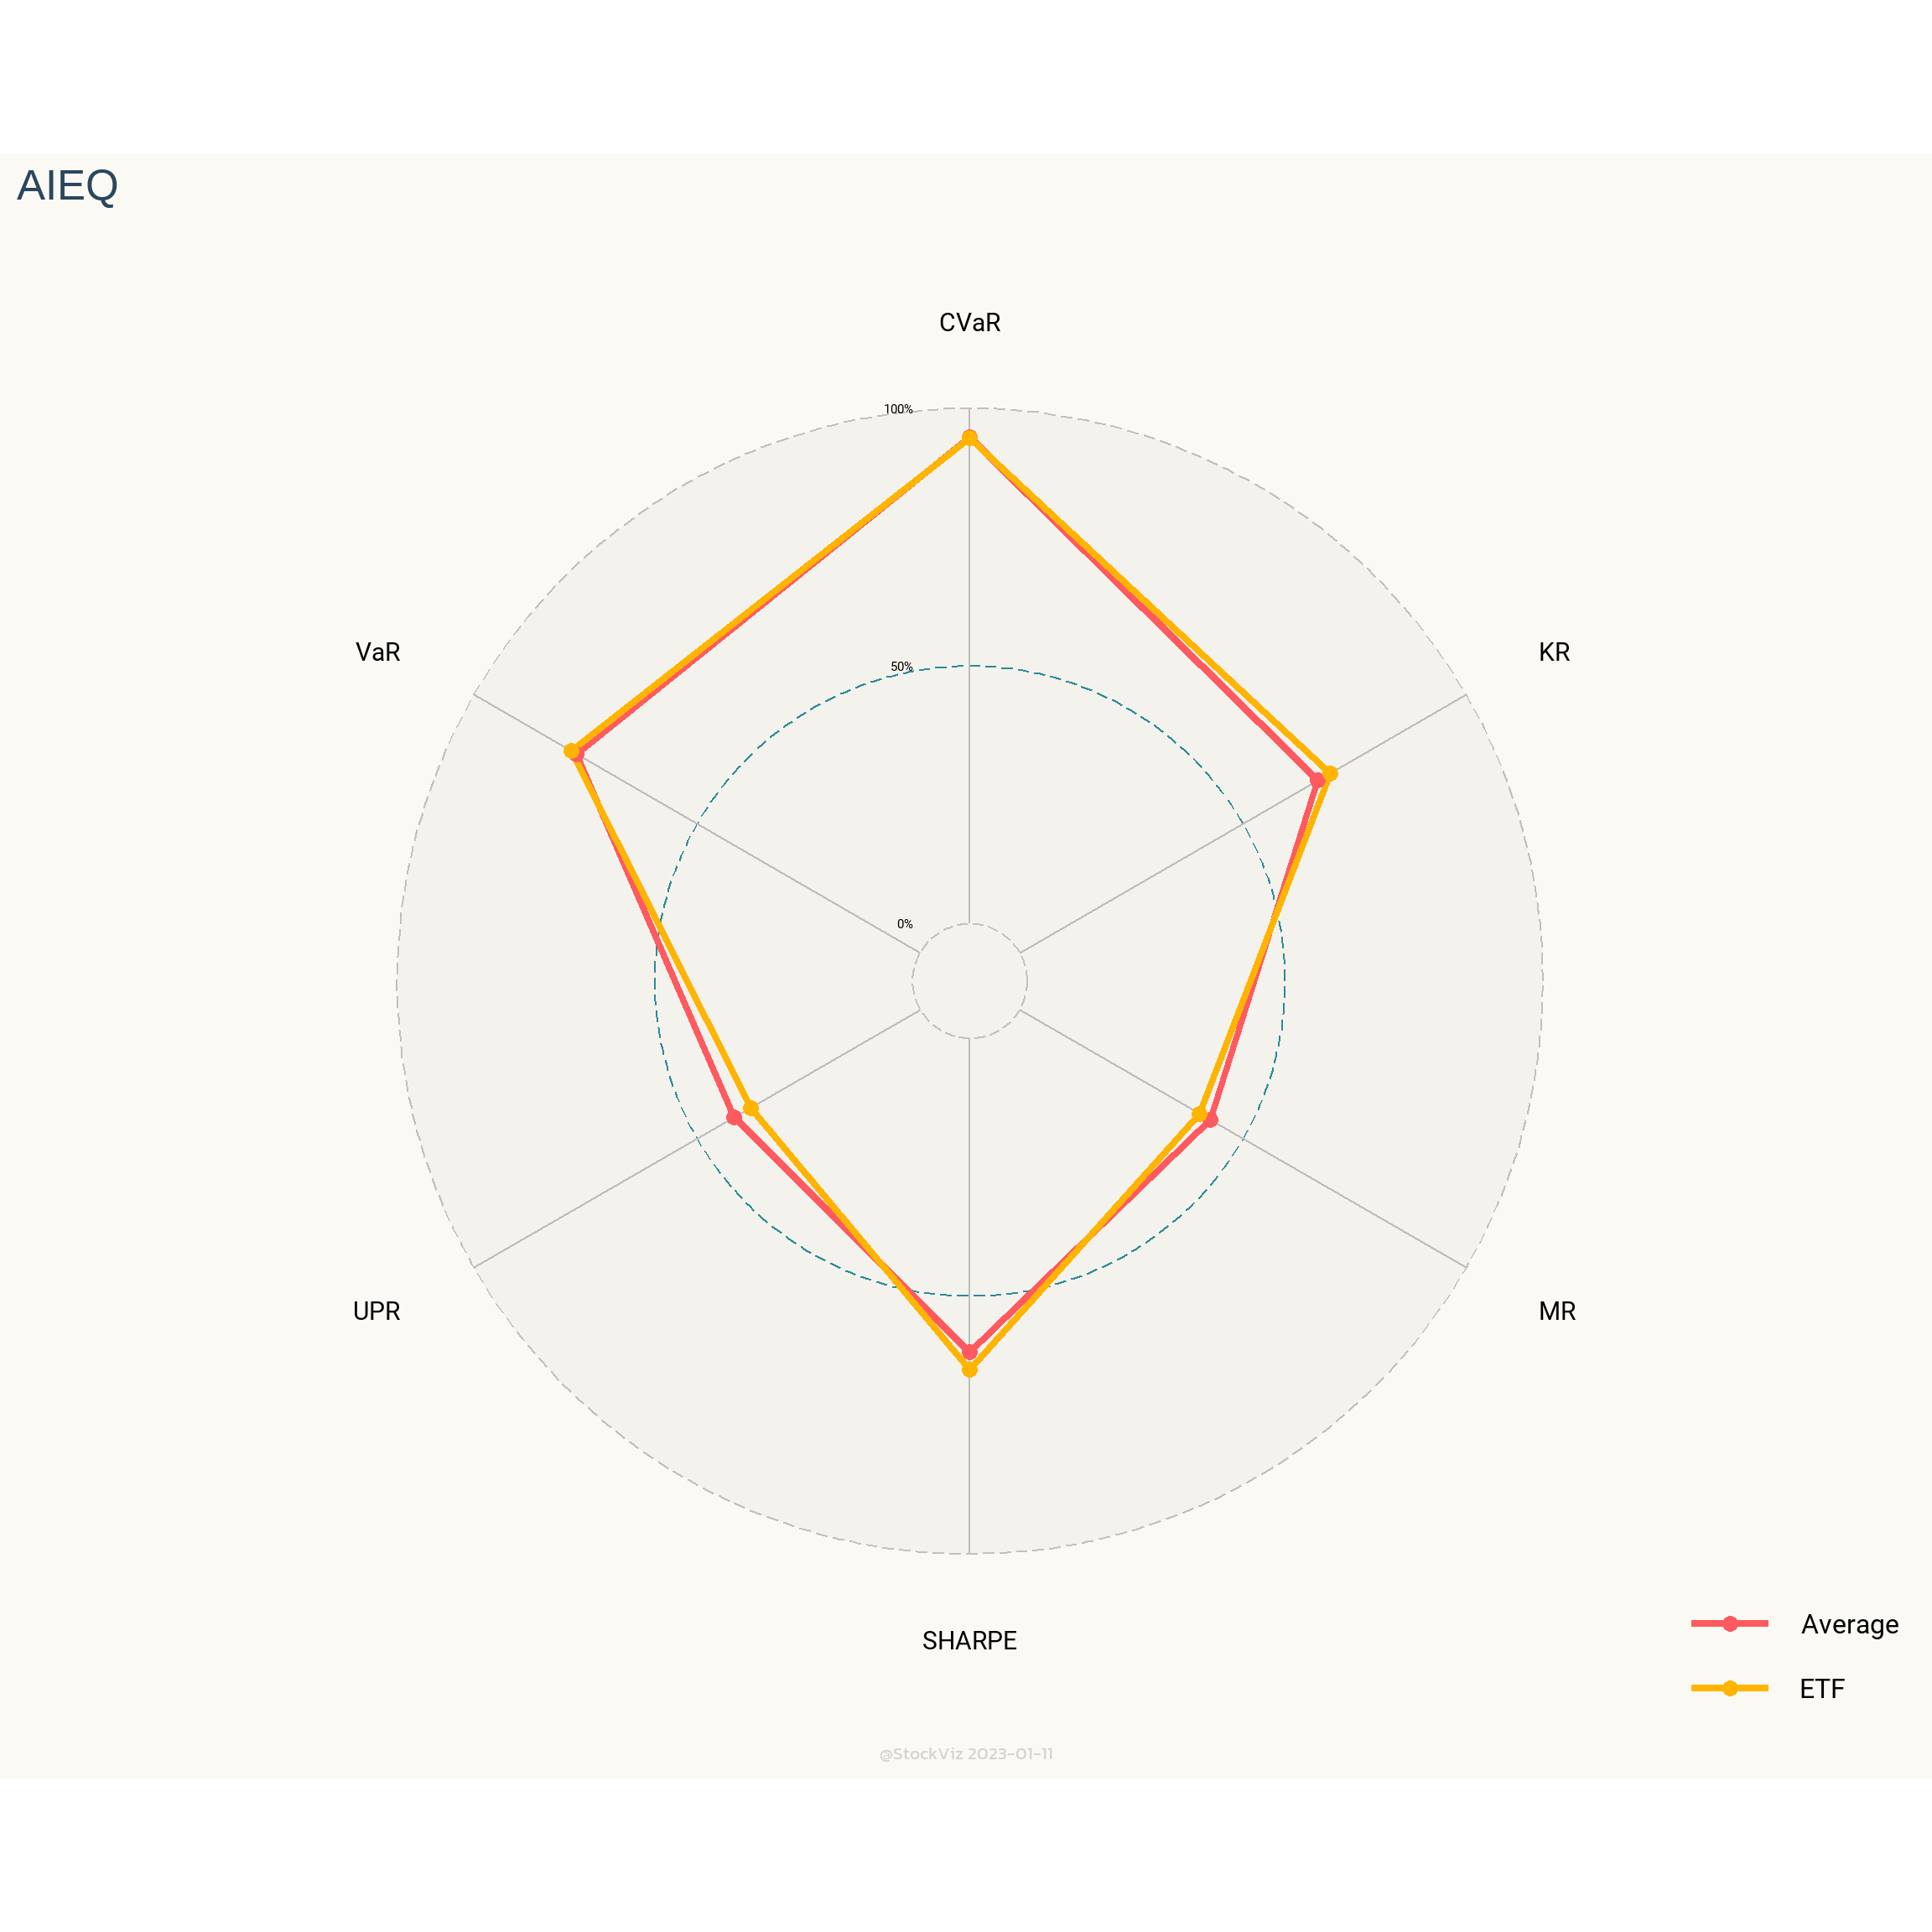 AIEQ
CVaR
100%
VaR
50%
KR
0%
UPR
MR
SHARPE
Average
ETF
@StockViz 2023-01-11